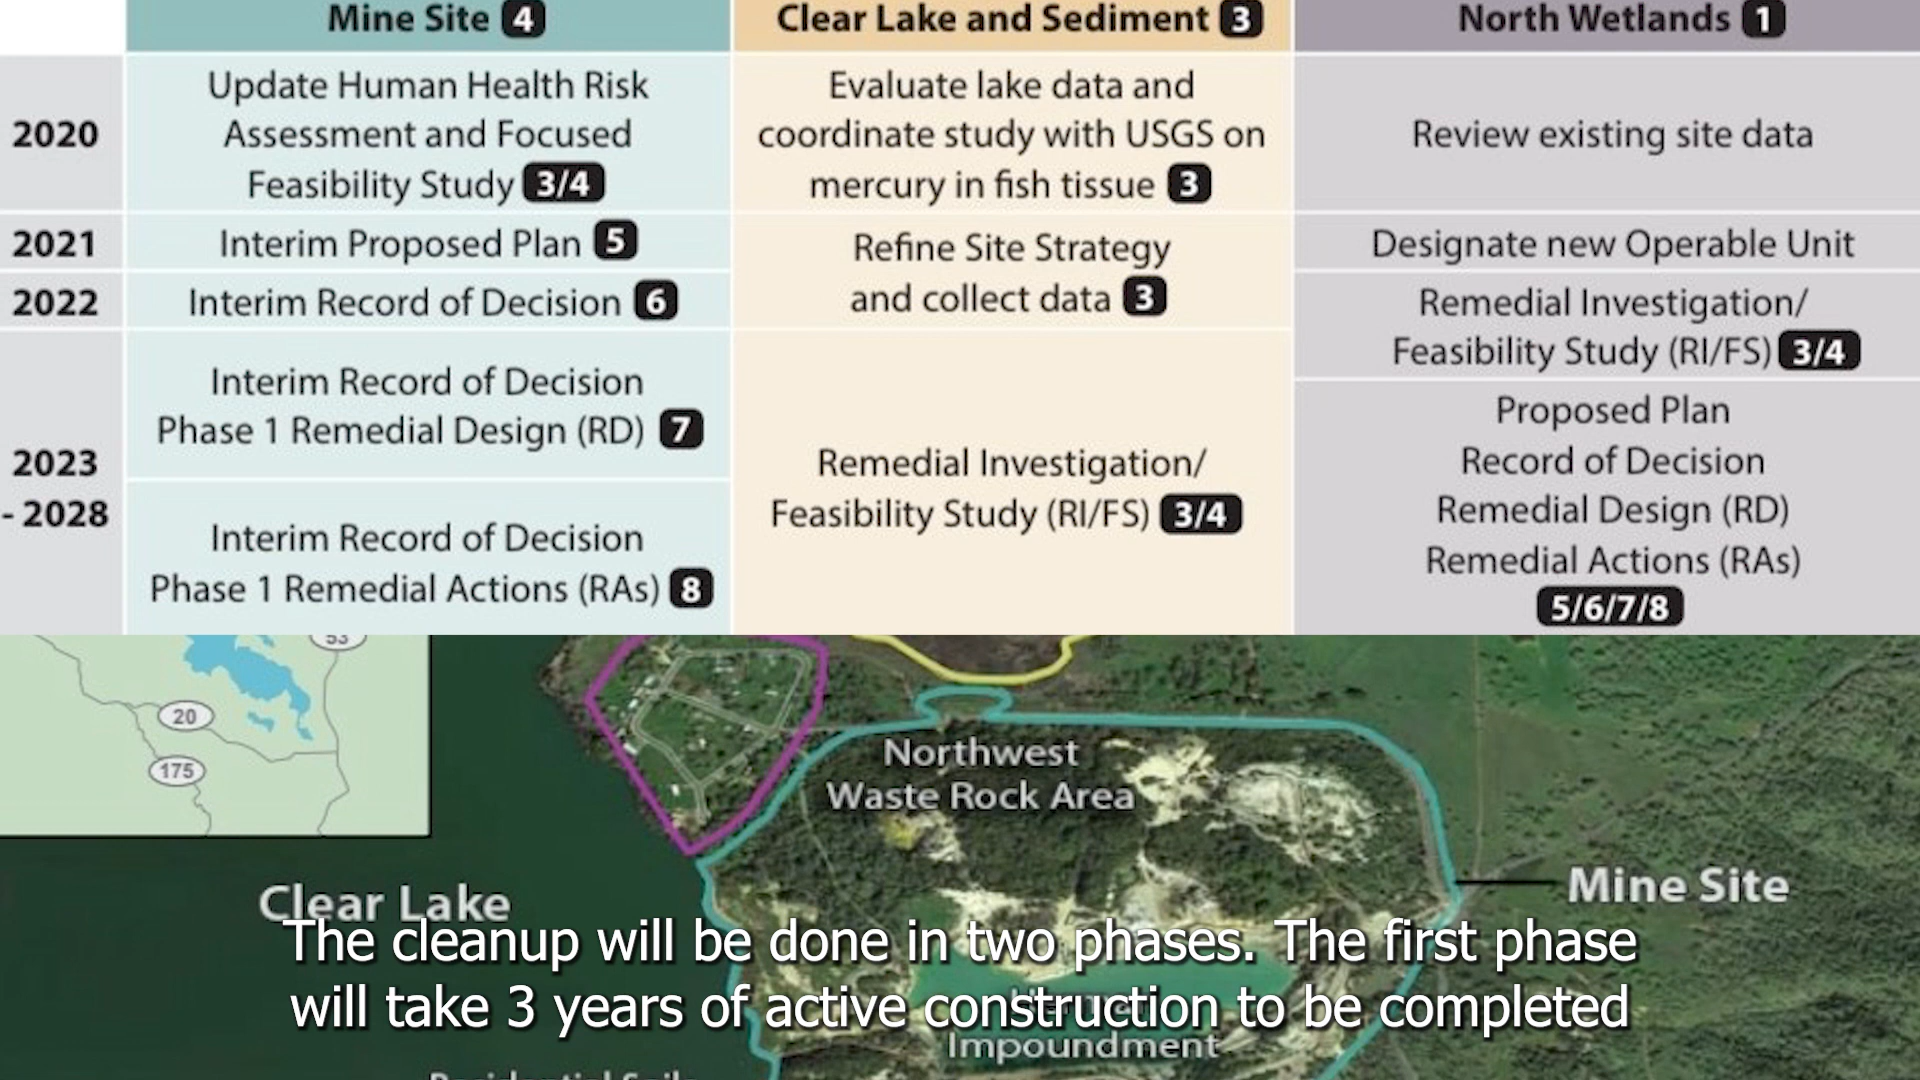 Mine Site 4
Clear Lake and Sediment 3
North Wetlands 1
2020
Update Human Health Risk
Assessment and Focused
Feasibility Study 3/4
Evaluate lake data and
coordinate study with USGS on
mercury in fish tissue 3
Review existing site data
2021
Interim Proposed Plan 5
Refine Site Strategy
and collect data 3
Designate new Operable Unit
2022
Interim Record of Decision 6
Remedial Investigation/
Feasibility Study (RI/FS) 3/4
2023
- 2028
Interim Record of Decision
Phase 1 Remedial Design (RD) 7
Interim Record of Decision
Phase 1 Remedial Actions (RAs) 8
Remedial Investigation/
Feasibility Study (RI/FS) 3/4
Proposed Plan
Record of Decision
Remedial Design (RD)
Remedial Actions (RAs)
5/6/7/8
53
20
175
Northwest
Waste Rock Area
Mine Site
Clear Lake
The cleanup will be done in two phases. The first phase
will take 3 years of active construction to be completed
Impoundment